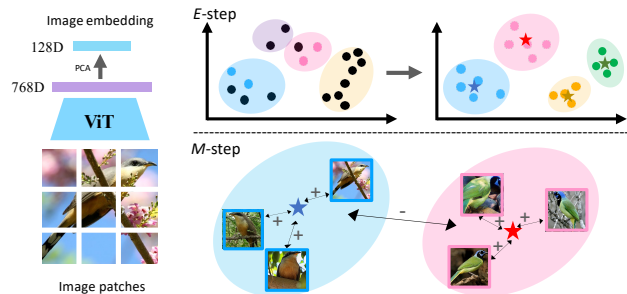 Image embedding
128D
PCA
768D
ViT
Image patches
E-step
M-step
+
+
+
-
+
+
+